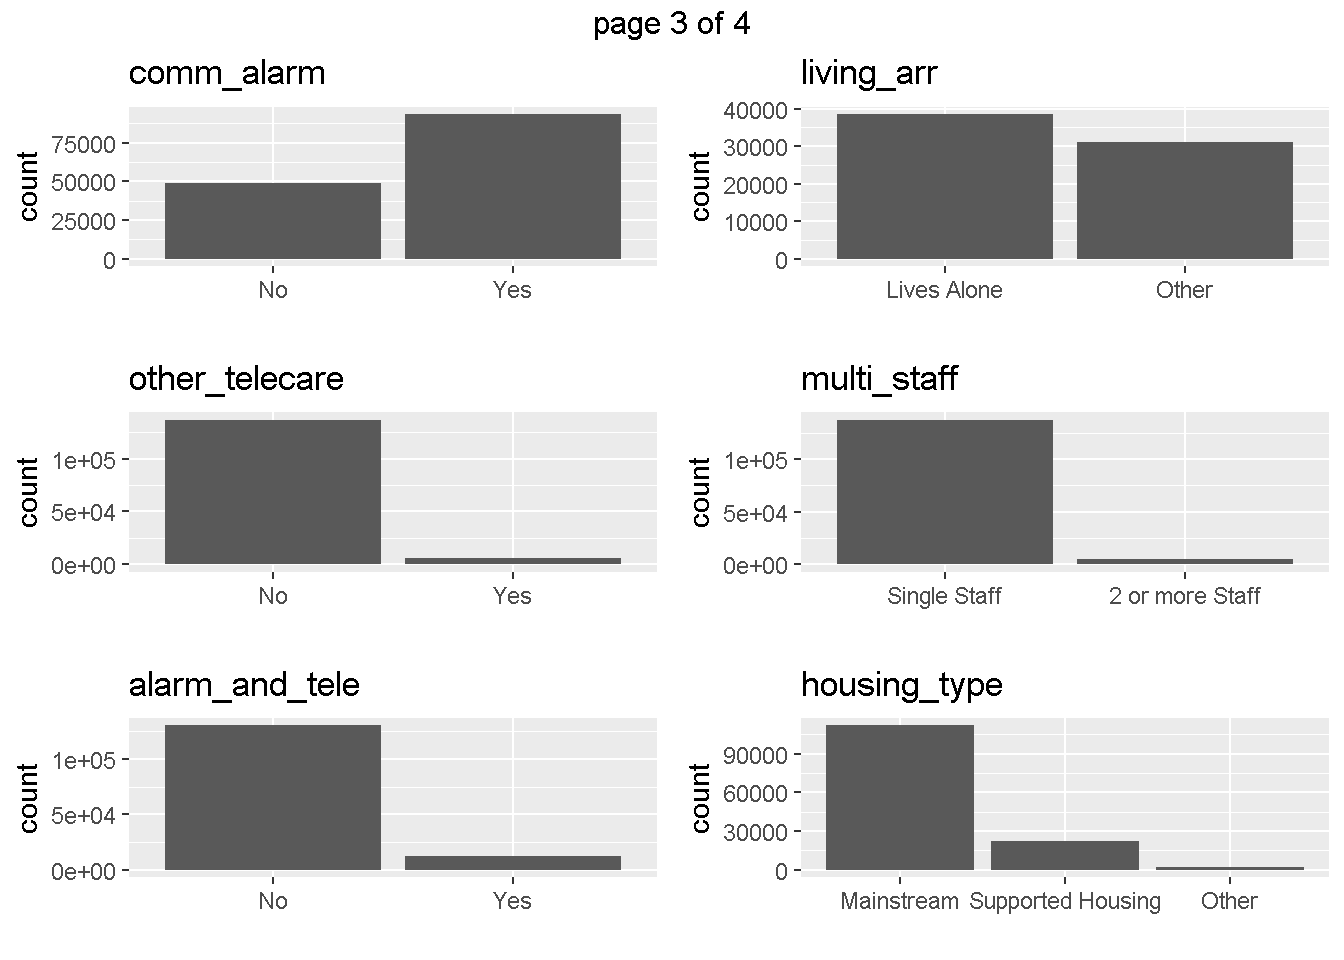 page 3 of 4
comm_alarm
count
75000
50000
25000
0
No Yes
living_arr
count
40000
30000
20000
10000
0
Lives Alone Other
other_telecare
count
1e+05
5e+04
0e+00
No Yes
multi_staff
count
1e+05
5e+04
0e+00
Single Staff 2 or more Staff
alarm_and_tele
count
1e+05
5e+04
0e+00
No Yes
housing_type
count
90000
60000
30000
0
Mainstream Supported Housing Other